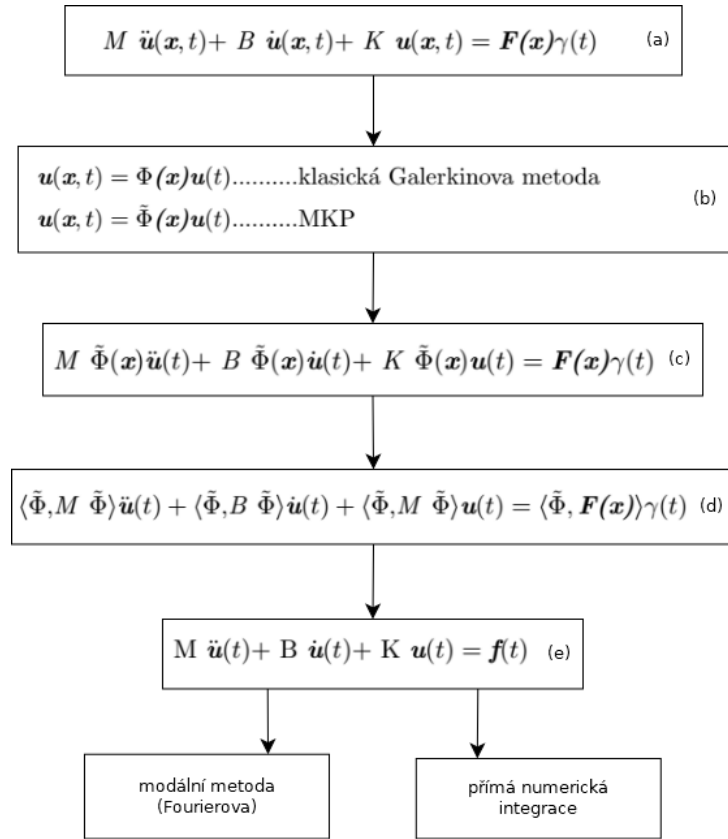 M ü(x,t)+ B u̇(x,t)+ K u(x,t) = F(x)γ(t) (a)
u(x,t) = Φ(x)u(t)..........klasická Galerkinova metoda
u(x,t) = Φ̃(x)u(t)..........MKP
(b)
M Φ̃(x)ü(t)+ B Φ̃(x)u̇(t)+ K Φ̃(x)u(t) = F(x)γ(t) (c)
⟨Φ̃,M Φ̃⟩ü(t) + ⟨Φ̃,B Φ̃⟩u̇(t) + ⟨Φ̃,M Φ̃⟩u(t) = ⟨Φ̃, F(x)⟩γ(t) (d)
M ü(t)+ B u̇(t)+ K u(t) = f(t) (e)
modální metoda
(Fourierova)
přímá numerická
integrace